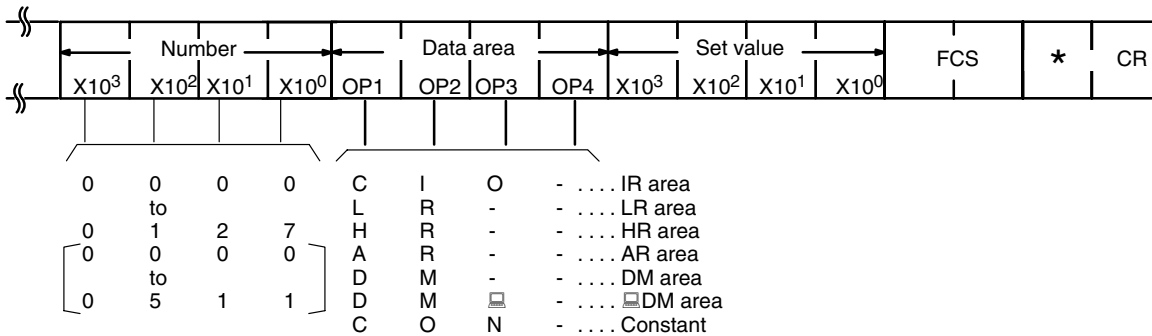 Number Data area Set value FCS * CR
X10³ X10² X10¹ X10⁰ OP1 OP2 OP3 OP4 X10³ X10² X10¹ X10⁰
0 0 0 0 C I O - .... IR area
to L R - - .... LR area
0 1 2 7 H R - - .... HR area
0 0 0 0 A R - - .... AR area
to D M - - .... DM area
0 5 1 1 D M 💻 - .... 💻DM area
C O N - .... Constant